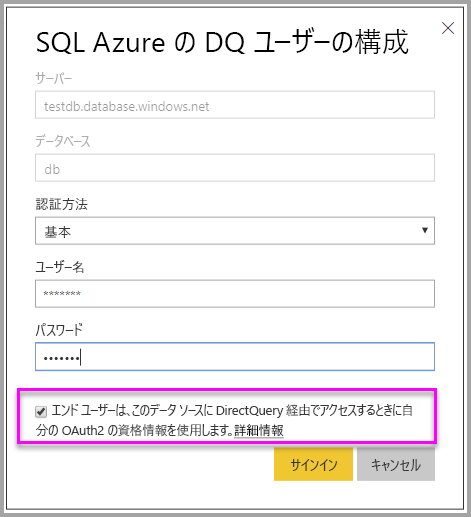 SQL Azure の DQ ユーザーの構成
サーバー
testdb.database.windows.net
データベース
db
認証方法
基本
ユーザー名
*******
パスワード
•••••••
エンド ユーザーは、このデータ ソースに DirectQuery 経由でアクセスするときに自
分の OAuth2 の資格情報を使用します。詳細情報
サインイン キャンセル